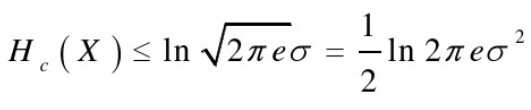 H_c ( X ) ≤ ln √(2πe)σ = 1/2 ln 2πeσ²